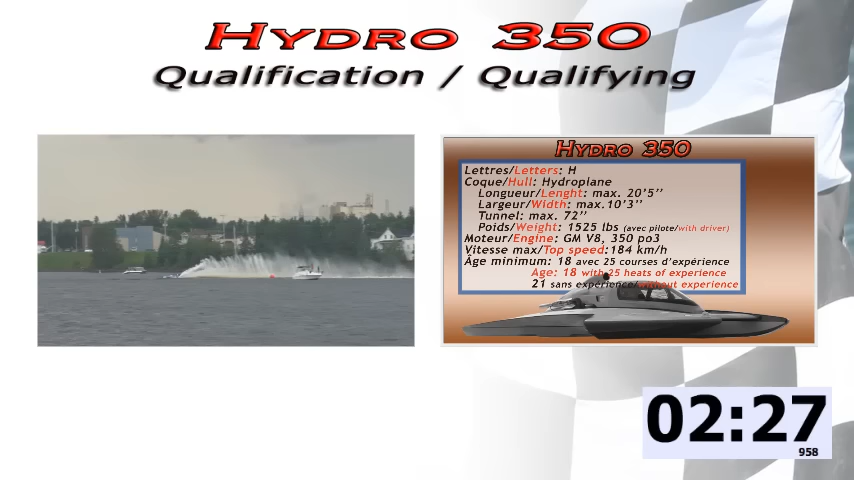 Hydro 350
Qualification / Qualifying
Hydro 350
Lettres/Letters: H
Coque/Hull: Hydroplane
Longueur/Lenght: max. 20'5''
Largeur/Width: max.10'3''
Tunnel: max. 72''
Poids/Weight: 1525 lbs (avec pilote/with driver)
Moteur/Engine: GM V8, 350 po3
Vitesse max/Top speed:184 km/h
Âge minimum: 18 avec 25 courses d'expérience
Age: 18 with 25 heats of experience
21 sans expérience/without experience
02:27
958